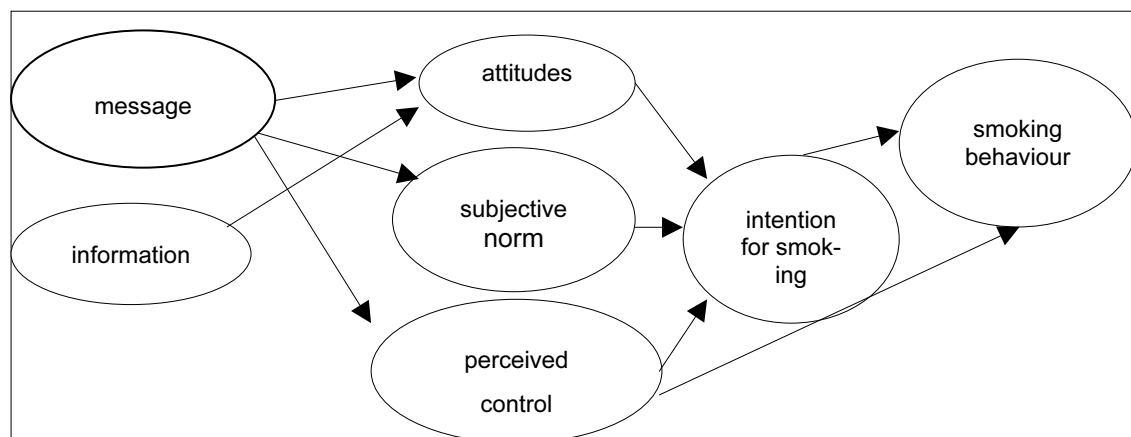 message
information
attitudes
subjective
norm
perceived
control
intention
for smok-
ing
smoking
behaviour